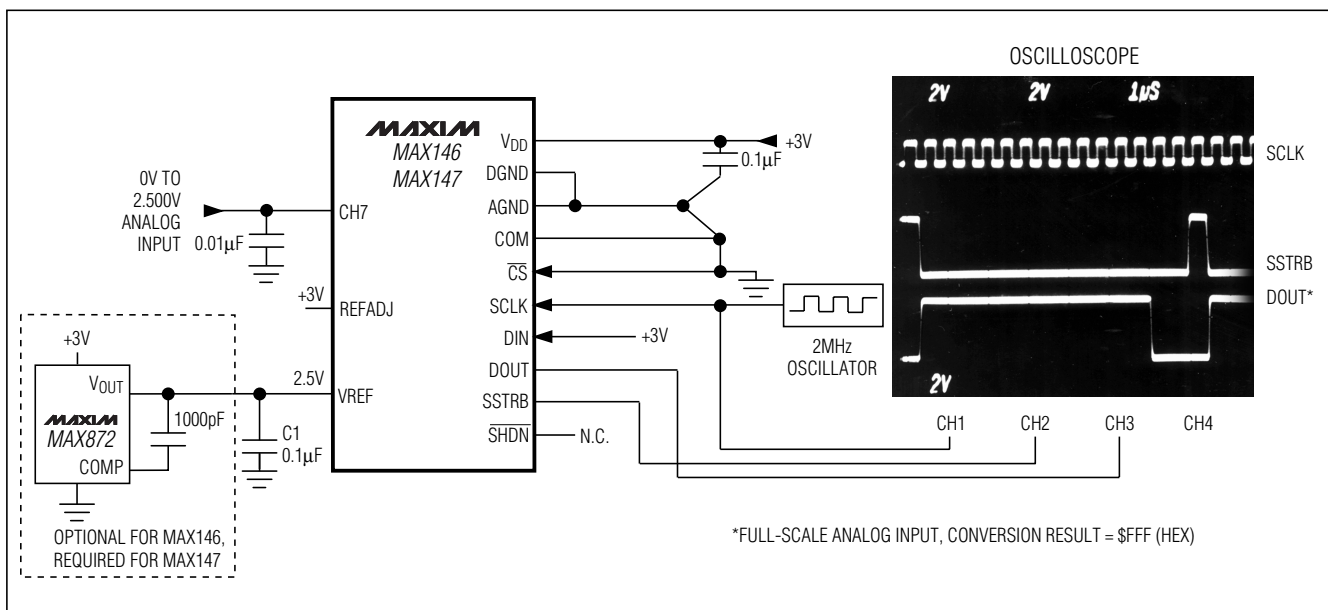 OSCILLOSCOPE
2V 2V 1µS
SCLK
SSTRB
DOUT*
2V
CH1 CH2 CH3 CH4
MAXIM
MAX146
MAX147
0V TO
2.500V
ANALOG
INPUT
0.01µF
CH7
+3V
REFADJ
2.5V
VREF
C1
0.1µF
VDD
DGND
AGND
COM
CS
SCLK
DIN
DOUT
SSTRB
SHDN
+3V
0.1µF
+3V
N.C.
2MHz
OSCILLATOR
+3V
VOUT
MAXIM
MAX872
COMP
1000pF
OPTIONAL FOR MAX146,
REQUIRED FOR MAX147
*FULL-SCALE ANALOG INPUT, CONVERSION RESULT = $FFF (HEX)